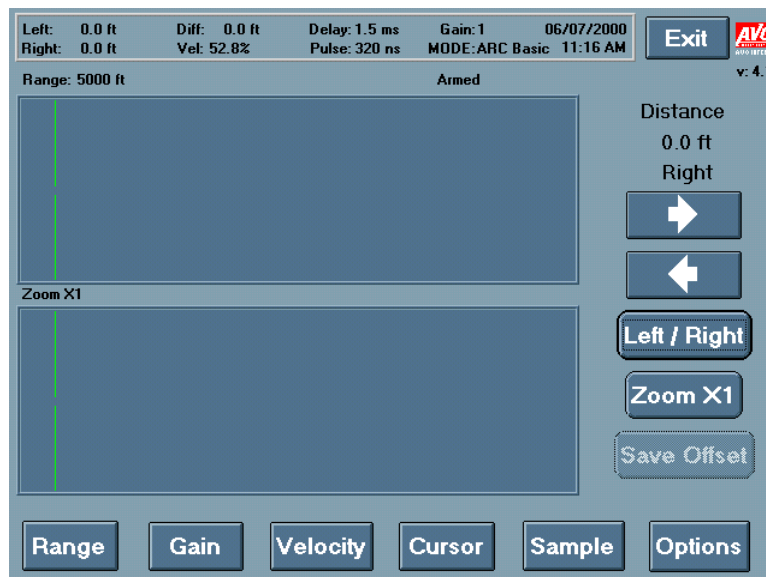 Left: 0.0 ft Diff: 0.0 ft Delay: 1.5 ms Gain: 1 06/07/2000
Right: 0.0 ft Vel: 52.8% Pulse: 320 ns MODE:ARC Basic 11:16 AM
Exit
Range: 5000 ft Armed
v: 4.
Distance
0.0 ft
Right
Zoom X1
Left / Right
Zoom X1
Save Offset
Range Gain Velocity Cursor Sample Options